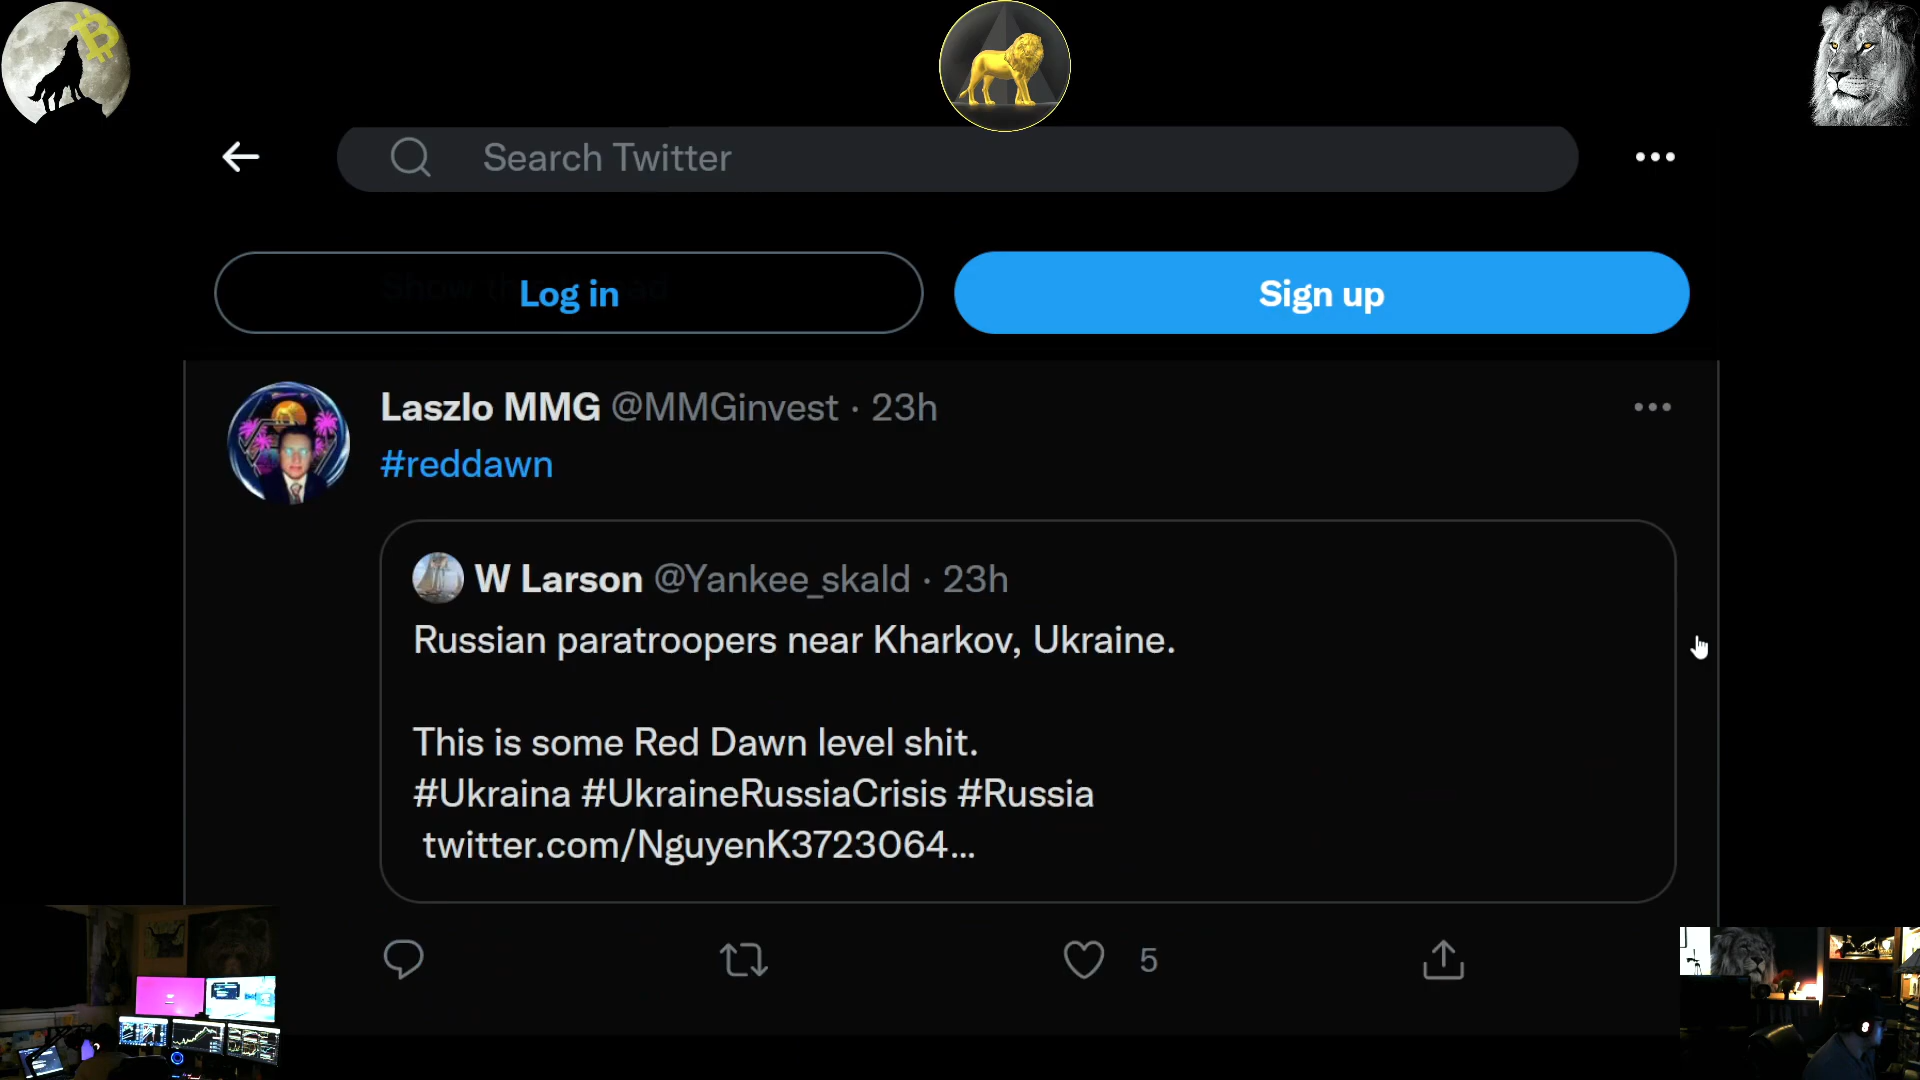 Search Twitter
Log in
Sign up
Laszlo MMG @MMGinvest · 23h
#reddawn
W Larson @Yankee_skald · 23h
Russian paratroopers near Kharkov, Ukraine.
This is some Red Dawn level shit.
#Ukraina #UkraineRussiaCrisis #Russia
twitter.com/NguyenK3723064...
5